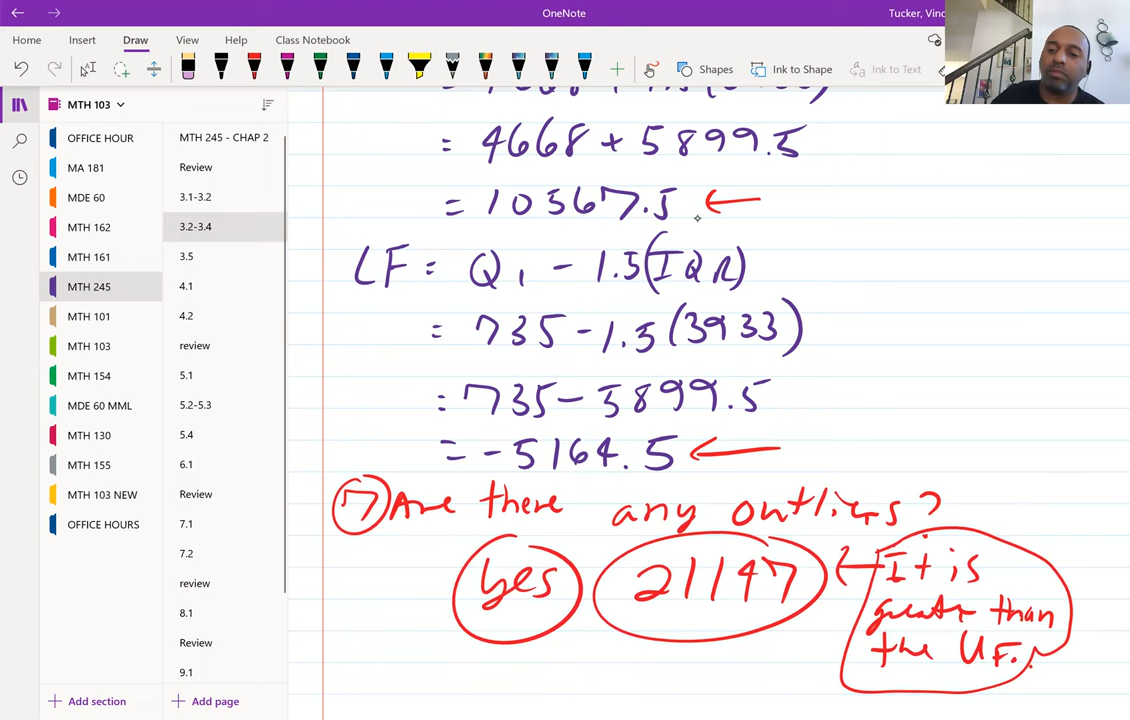 OneNote
Tucker, Vinc
Home Insert Draw View Help Class Notebook
Shapes Ink to Shape Ink to Text
MTH 103
OFFICE HOUR
MA 181
MDE 60
MTH 162
MTH 161
MTH 245
MTH 101
MTH 103
MTH 154
MDE 60 MML
MTH 130
MTH 155
MTH 103 NEW
OFFICE HOURS
Add section
MTH 245 - CHAP 2
Review
3.1-3.2
3.2-3.4
3.5
4.1
4.2
review
5.1
5.2-5.3
5.4
6.1
Review
7.1
7.2
review
8.1
Review
9.1
Add page
= 4668 + 5899.5
= 10567.5 ←
LF = Q1 - 1.5(IQR)
= 735 - 1.5(3933)
= 735 - 5899.5
= -5164.5 ←
7 Are there any outliers?
yes 21147 ← It is
greater than
the UF.